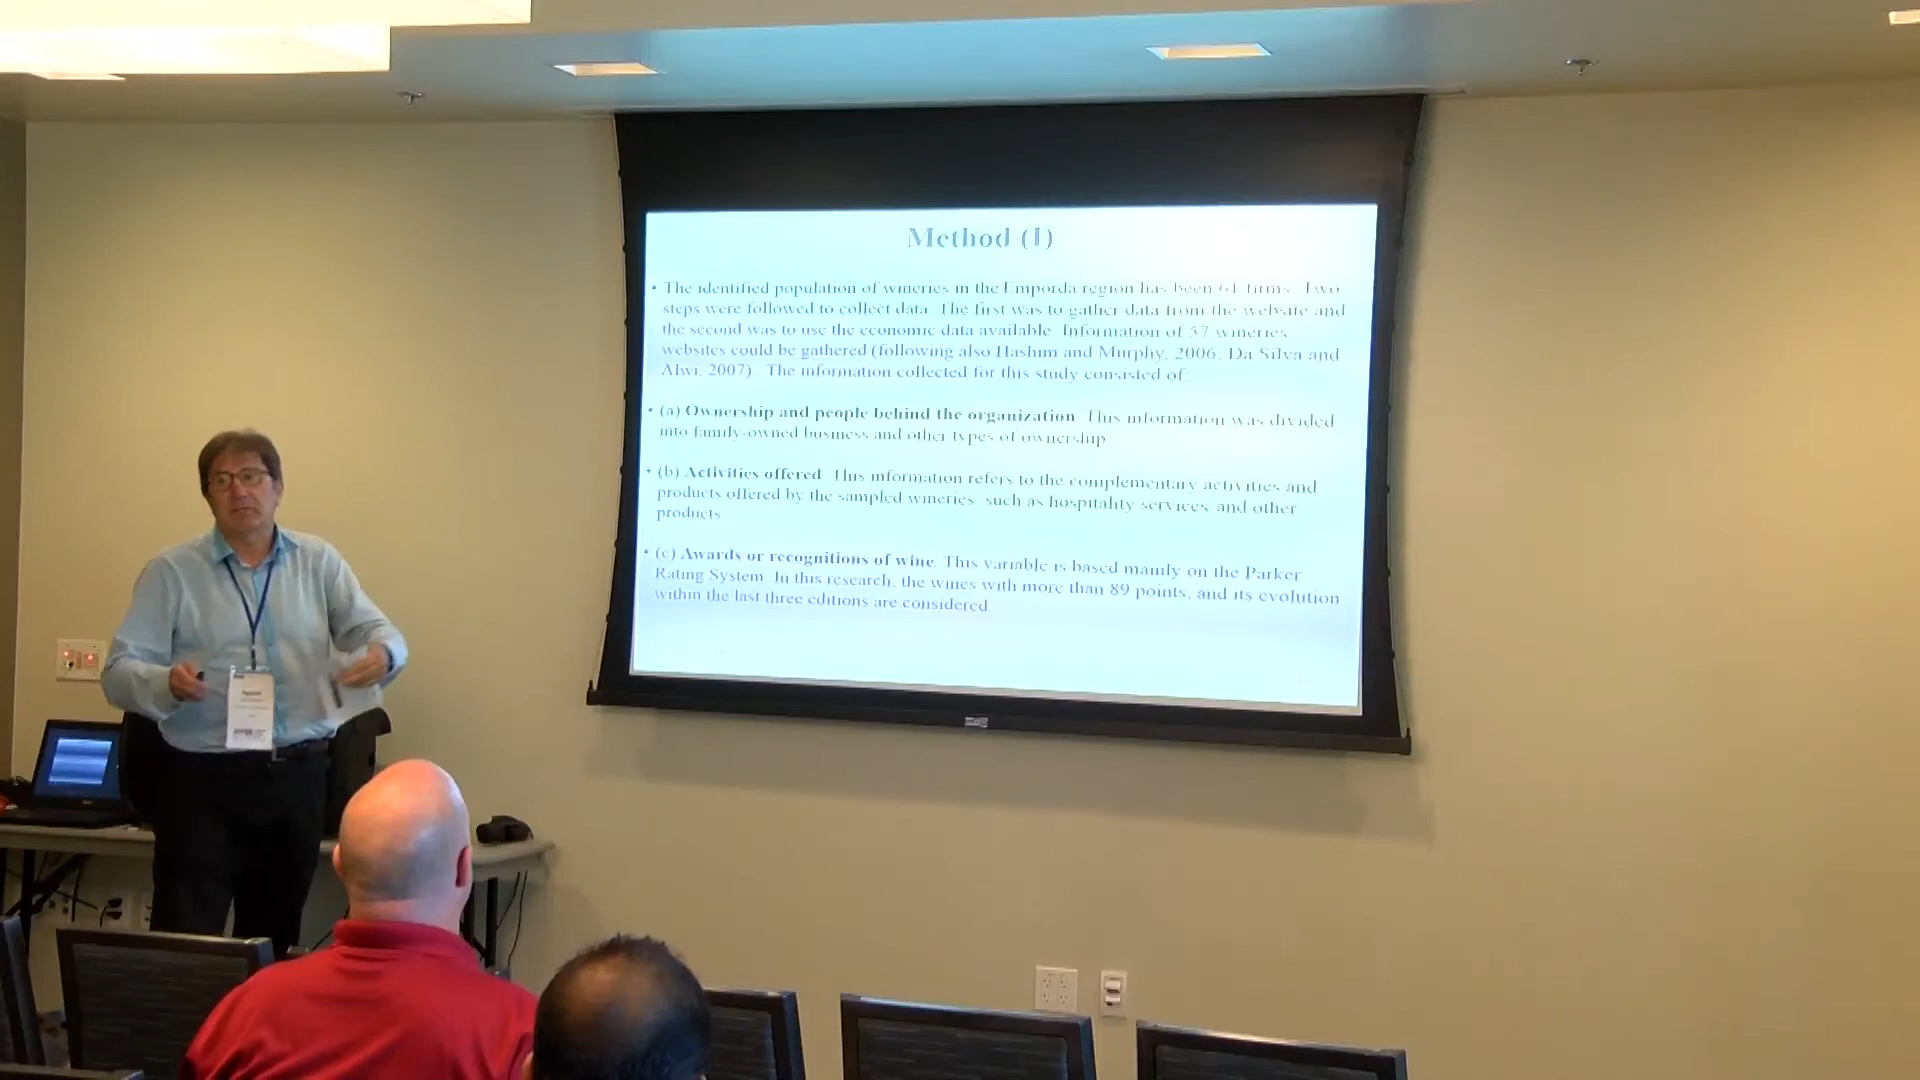 Method (I)
• The identified population of wineries in the Emporda region has been 61 firms. Two
steps were followed to collect data. The first was to gather data from the website and
the second was to use the economic data available. Information of 57 wineries
websites could be gathered (following also Hashim and Murphy, 2006; Da Silva and
Alwi, 2007). The information collected for this study consisted of:
• (a) Ownership and people behind the organization. This information was divided
into family-owned business and other types of ownership.
• (b) Activities offered. This information refers to the complementary activities and
products offered by the sampled wineries, such as hospitality services and other
products.
• (c) Awards or recognitions of wine. This variable is based mainly on the Parker
Rating System. In this research, the wines with more than 89 points, and its evolution
within the last three editions are considered.